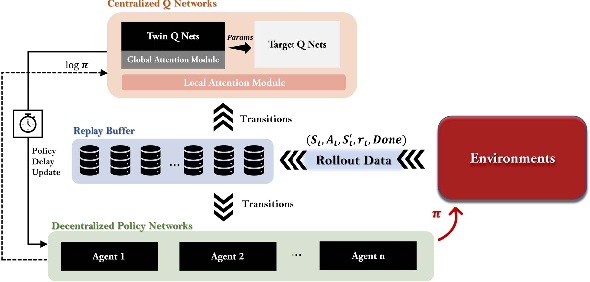 Centralized Q Networks
Twin Q Nets
Params
Target Q Nets
Global Attention Module
log π
Local Attention Module
Transitions
Replay Buffer
(S_t, A_t, S'_t, r_t, Done)
Rollout Data
Environments
...
Policy
Delay
Update
Transitions
π
Decentralized Policy Networks
Agent 1
Agent 2
...
Agent n